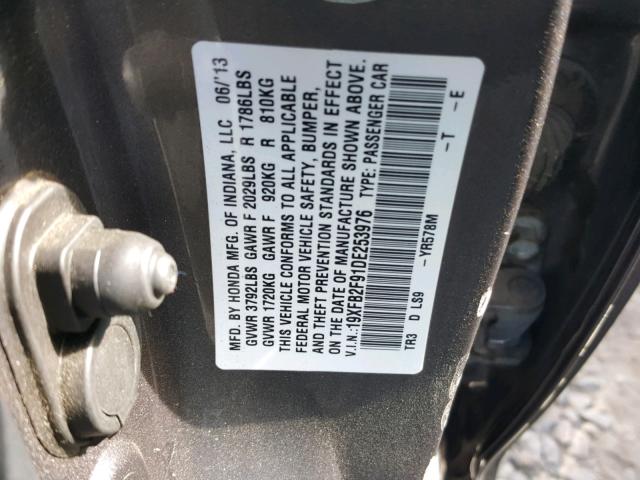 MFD. BY HONDA MFG. OF INDIANA, LLC 06/'13
GVWR 3792LBS GAWR F 2029LBS R 1786LBS
GVWR 1720KG GAWR F 920KG R 810KG
THIS VEHICLE CONFORMS TO ALL APPLICABLE
FEDERAL MOTOR VEHICLE SAFETY, BUMPER,
AND THEFT PREVENTION STANDARDS IN EFFECT
ON THE DATE OF MANUFACTURE SHOWN ABOVE.
V.I.N.:19XFB2F91DE253976 TYPE: PASSENGER CAR
TR3 D LS9 -YR578M -T -E